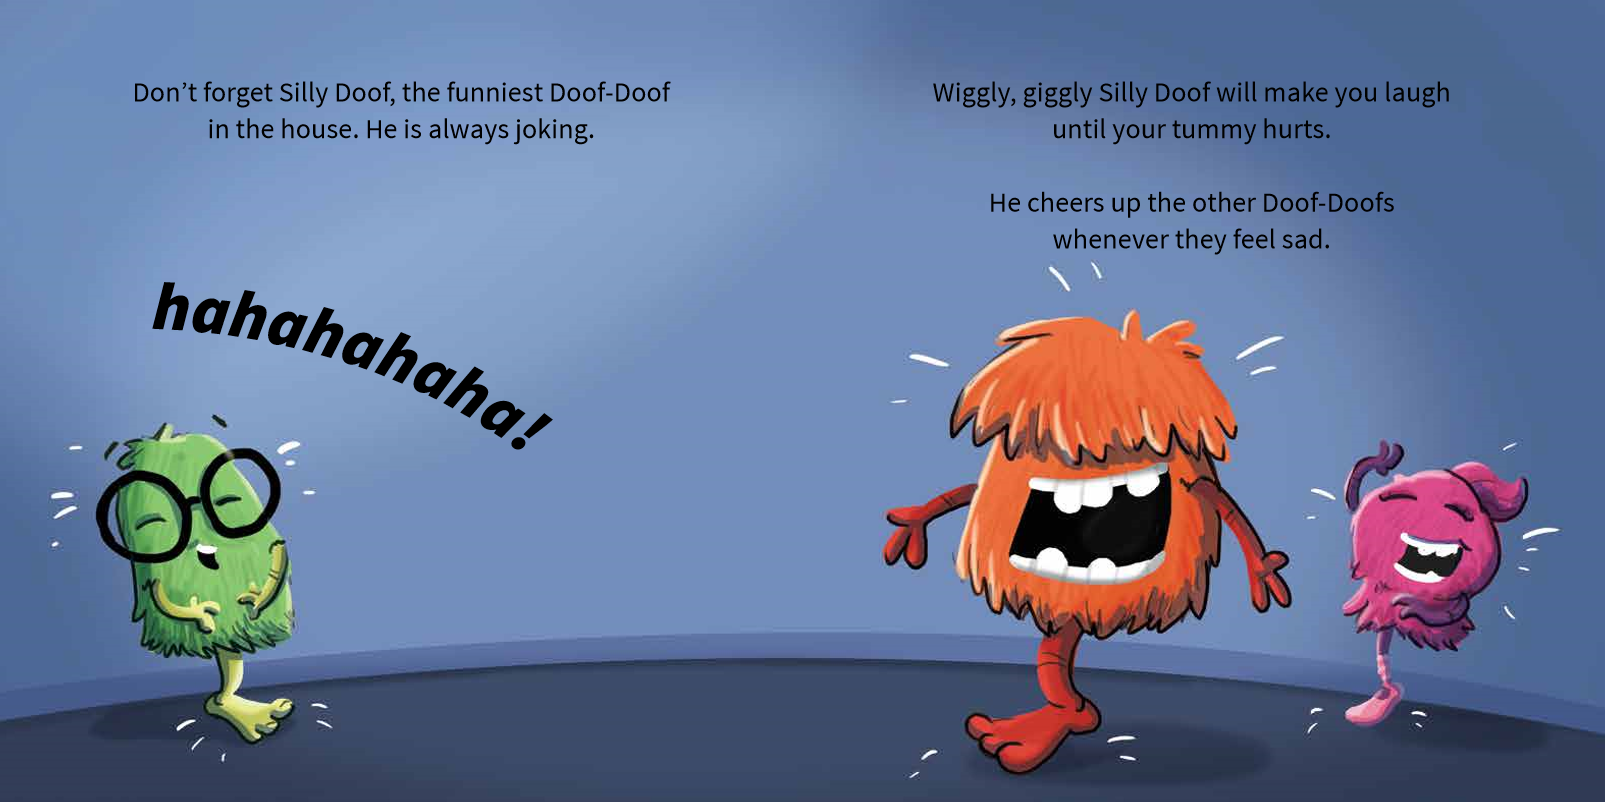 Don’t forget Silly Doof, the funniest Doof-Doof
in the house. He is always joking.
hahahahaha!
Wiggly, giggly Silly Doof will make you laugh
until your tummy hurts.
He cheers up the other Doof-Doofs
whenever they feel sad.